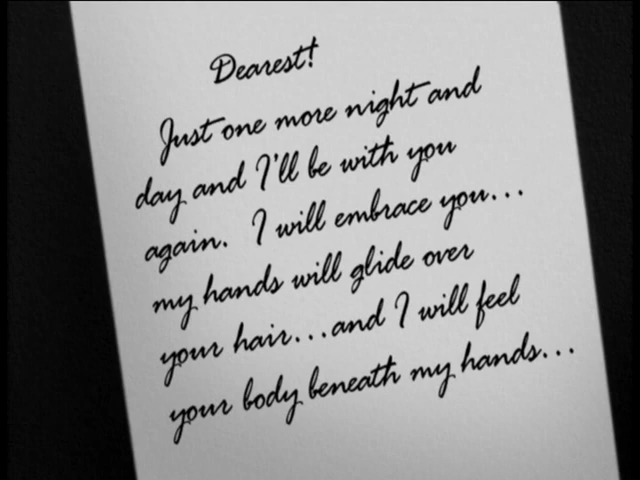 Dearest!
Just one more night and
day and I'll be with you
again. I will embrace you...
my hands will glide over
your hair...and I will feel
your body beneath my hands...